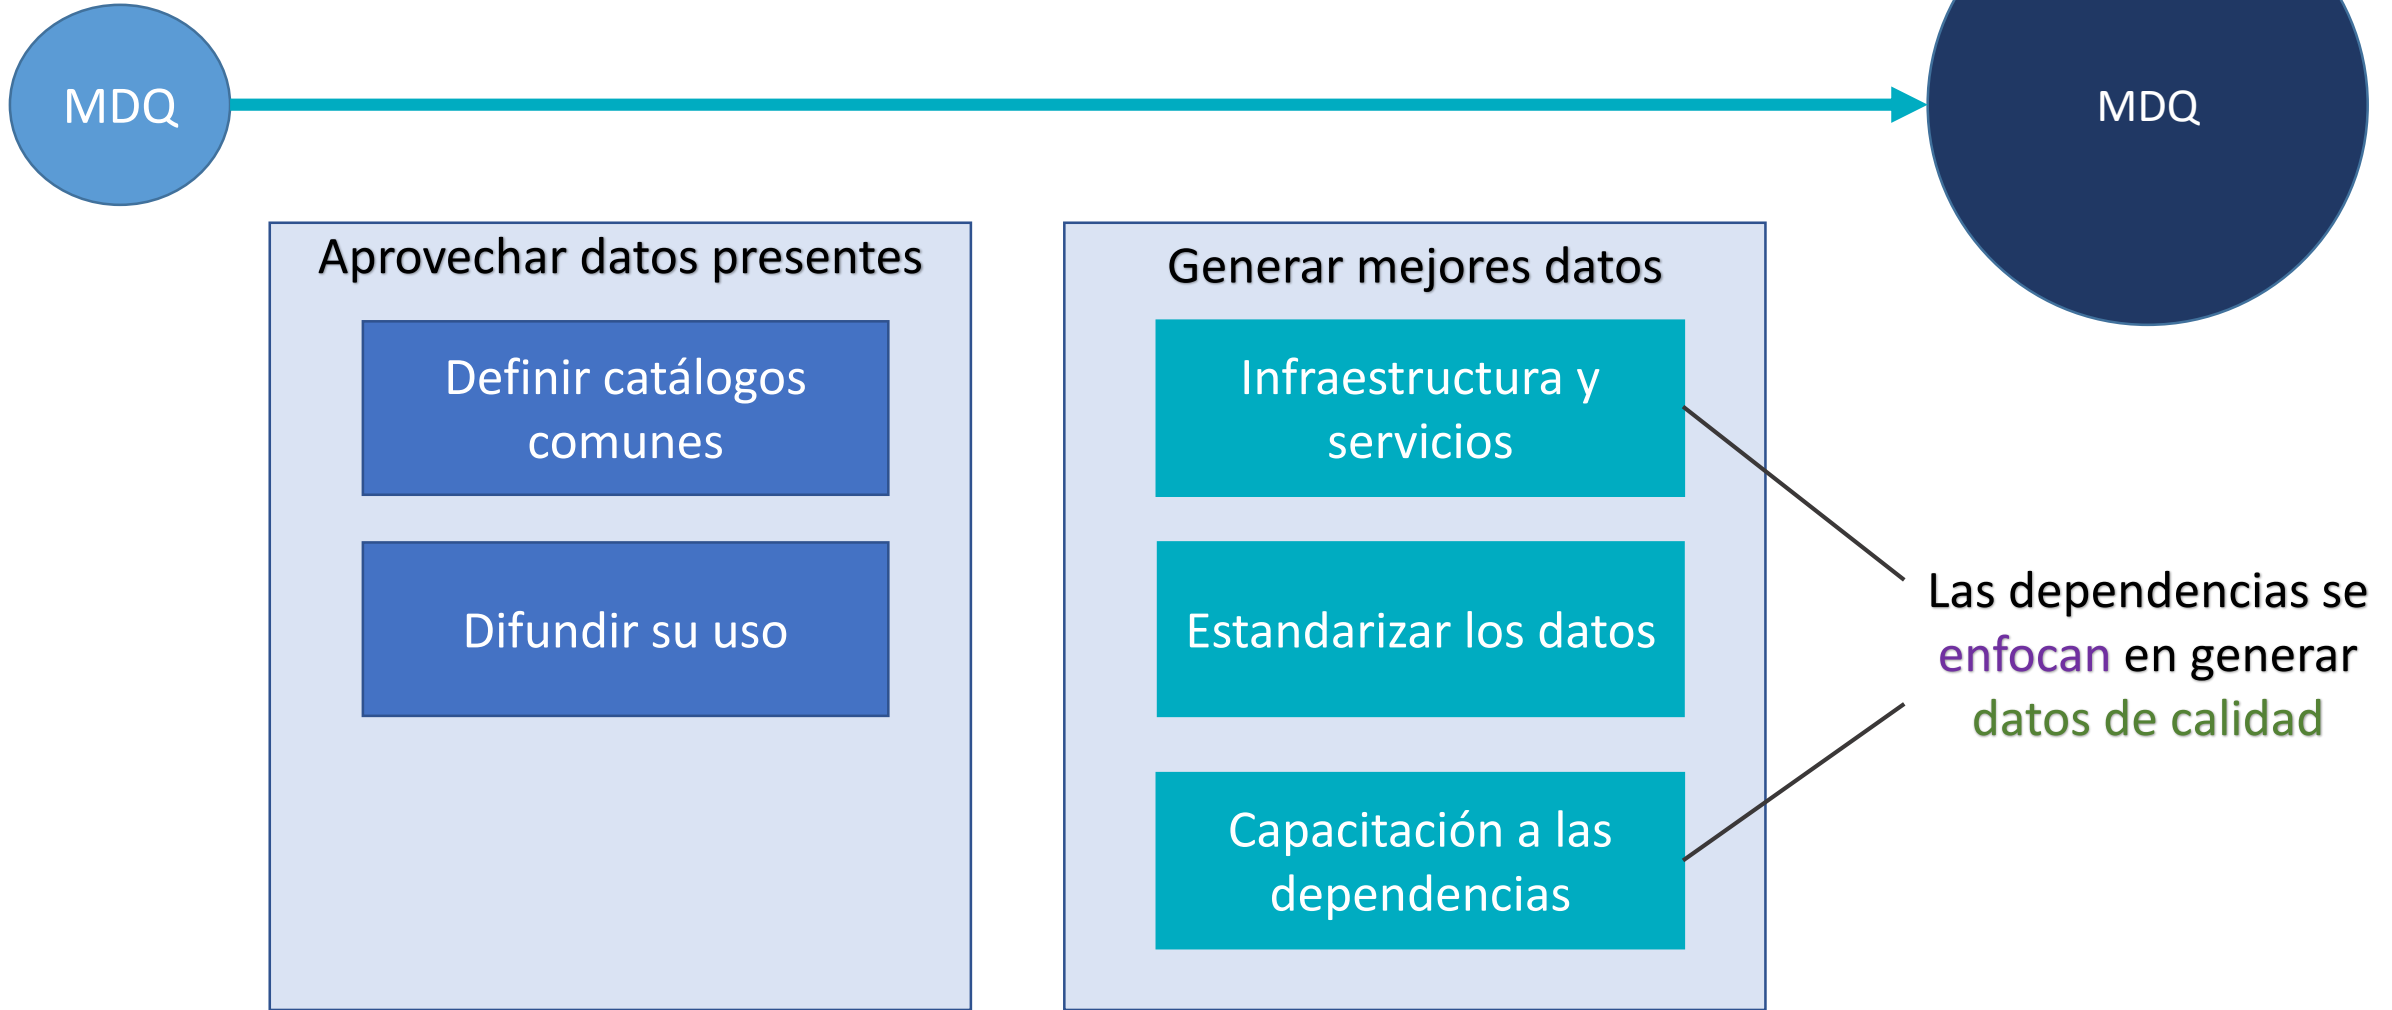 MDQ
MDQ
Aprovechar datos presentes
Definir catálogos
comunes
Difundir su uso
Generar mejores datos
Infraestructura y
servicios
Estandarizar los datos
Capacitación a las
dependencias
Las dependencias se
enfocan en generar
datos de calidad